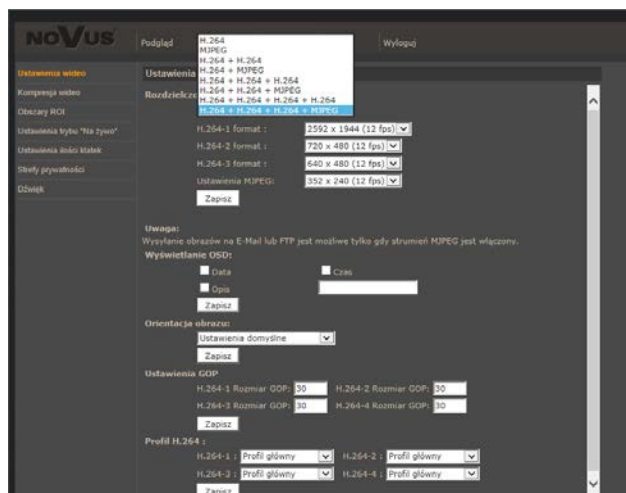 NOVUS
Podgląd
Wyloguj
H.264
MJPEG
H.264 + H.264
H.264 + MJPEG
H.264 + H.264 + H.264
H.264 + H.264 + MJPEG
H.264 + H.264 + H.264 + H.264
H.264 + H.264 + H.264 + MJPEG
Ustawienia wideo
Kompresja wideo
Obszary ROI
Ustawienia trybu "Na żywo"
Ustawienia ilości klatek
Strefy prywatności
Dźwięk
Ustawienia
H.264-1 format : 2592 x 1944 (12 fps)
H.264-2 format : 720 x 480 (12 fps)
H.264-3 format : 640 x 480 (12 fps)
Ustawienia MJPEG: 352 x 240 (12 fps)
Zapisz
Uwaga:
Wysyłanie obrazów na E-Mail lub FTP jest możliwe tylko gdy strumień MJPEG jest włączony.
Wyświetlanie OSD:
Data Czas
Opis
Zapisz
Orientacja obrazu:
Ustawienia domyślne
Zapisz
Ustawienia GOP
H.264-1 Rozmiar GOP: 30 H.264-2 Rozmiar GOP: 30
H.264-3 Rozmiar GOP: 30 H.264-4 Rozmiar GOP: 30
Zapisz
Profil H.264 :
H.264-1 : Profil główny H.264-2 : Profil główny
H.264-3 : Profil główny H.264-4 : Profil główny
Zapisz